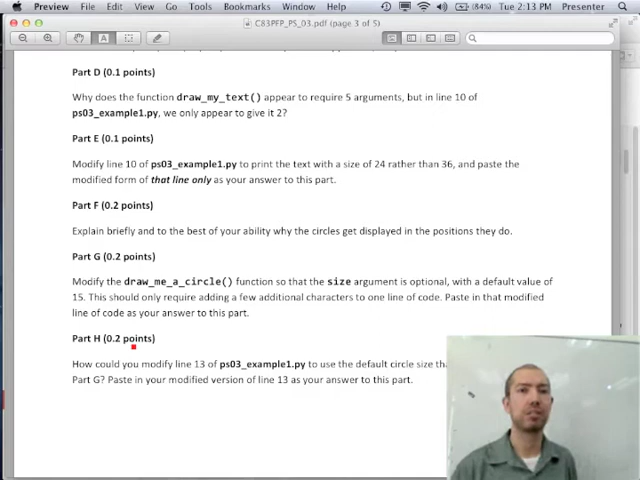 Preview File Edit View Go Tools Bookmarks Window Help (84%) Tue 2:13 PM Presenter
C83PFP_PS_03.pdf (page 3 of 5)
Part D (0.1 points)
Why does the function draw_my_text() appear to require 5 arguments, but in line 10 of
ps03_example1.py, we only appear to give it 2?
Part E (0.1 points)
Modify line 10 of ps03_example1.py to print the text with a size of 24 rather than 36, and paste the
modified form of that line only as your answer to this part.
Part F (0.2 points)
Explain briefly and to the best of your ability why the circles get displayed in the positions they do.
Part G (0.2 points)
Modify the draw_me_a_circle() function so that the size argument is optional, with a default value of
15. This should only require adding a few additional characters to one line of code. Paste in that modified
line of code as your answer to this part.
Part H (0.2 points)
How could you modify line 13 of ps03_example1.py to use the default circle size
Part G? Paste in your modified version of line 13 as your answer to this part.